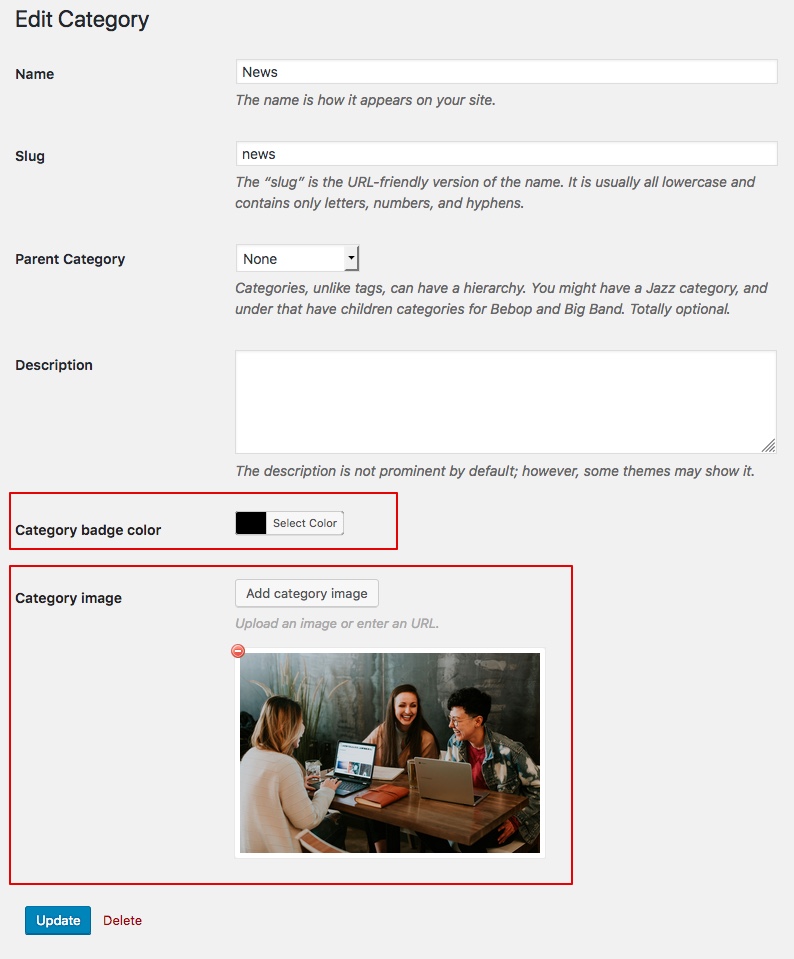 Edit Category
Name
News
The name is how it appears on your site.
Slug
news
The “slug” is the URL-friendly version of the name. It is usually all lowercase and
contains only letters, numbers, and hyphens.
Parent Category
None
Categories, unlike tags, can have a hierarchy. You might have a Jazz category, and
under that have children categories for Bebop and Big Band. Totally optional.
Description
The description is not prominent by default; however, some themes may show it.
Category badge color
Select Color
Category image
Add category image
Upload an image or enter an URL.
Update
Delete